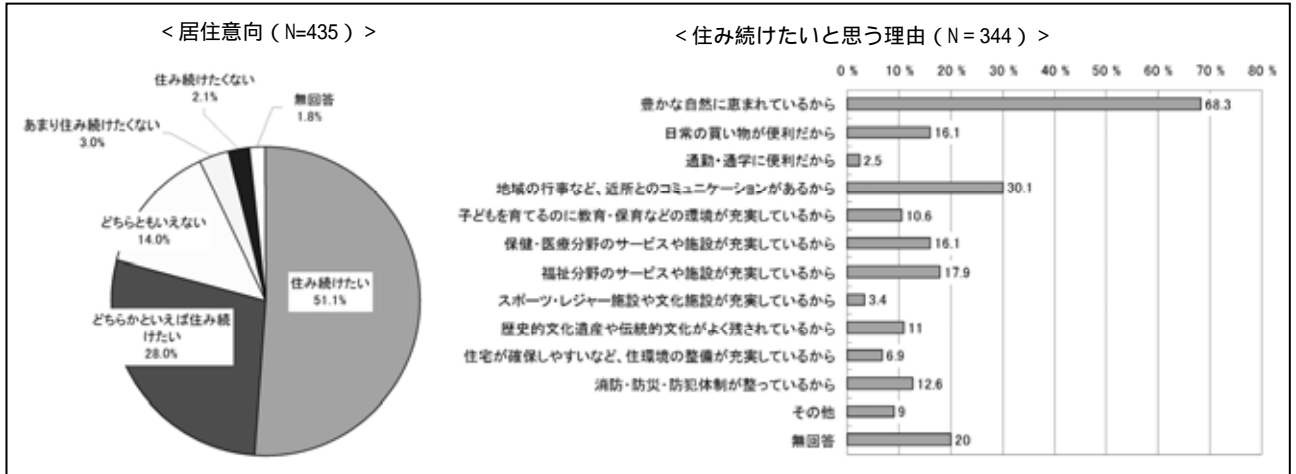 ＜居住意向（N=435）＞
住み続けたくない
2.1%
無回答
1.8%
あまり住み続けたくない
3.0%
どちらともいえない
14.0%
住み続けたい
51.1%
どちらかといえば住み続
けたい
28.0%
＜住み続けたいと思う理由（N＝344）＞
0% 10% 20% 30% 40% 50% 60% 70% 80%
豊かな自然に恵まれているから 68.3
日常の買い物が便利だから 16.1
通勤・通学に便利だから 2.5
地域の行事など、近所とのコミュニケーションがあるから 30.1
子どもを育てるのに教育・保育などの環境が充実しているから 10.6
保健・医療分野のサービスや施設が充実しているから 16.1
福祉分野のサービスや施設が充実しているから 17.9
スポーツ・レジャー施設や文化施設が充実しているから 3.4
歴史的文化遺産や伝統的文化がよく残されているから 11
住宅が確保しやすいなど、住環境の整備が充実しているから 6.9
消防・防災・防犯体制が整っているから 12.6
その他 9
無回答 20